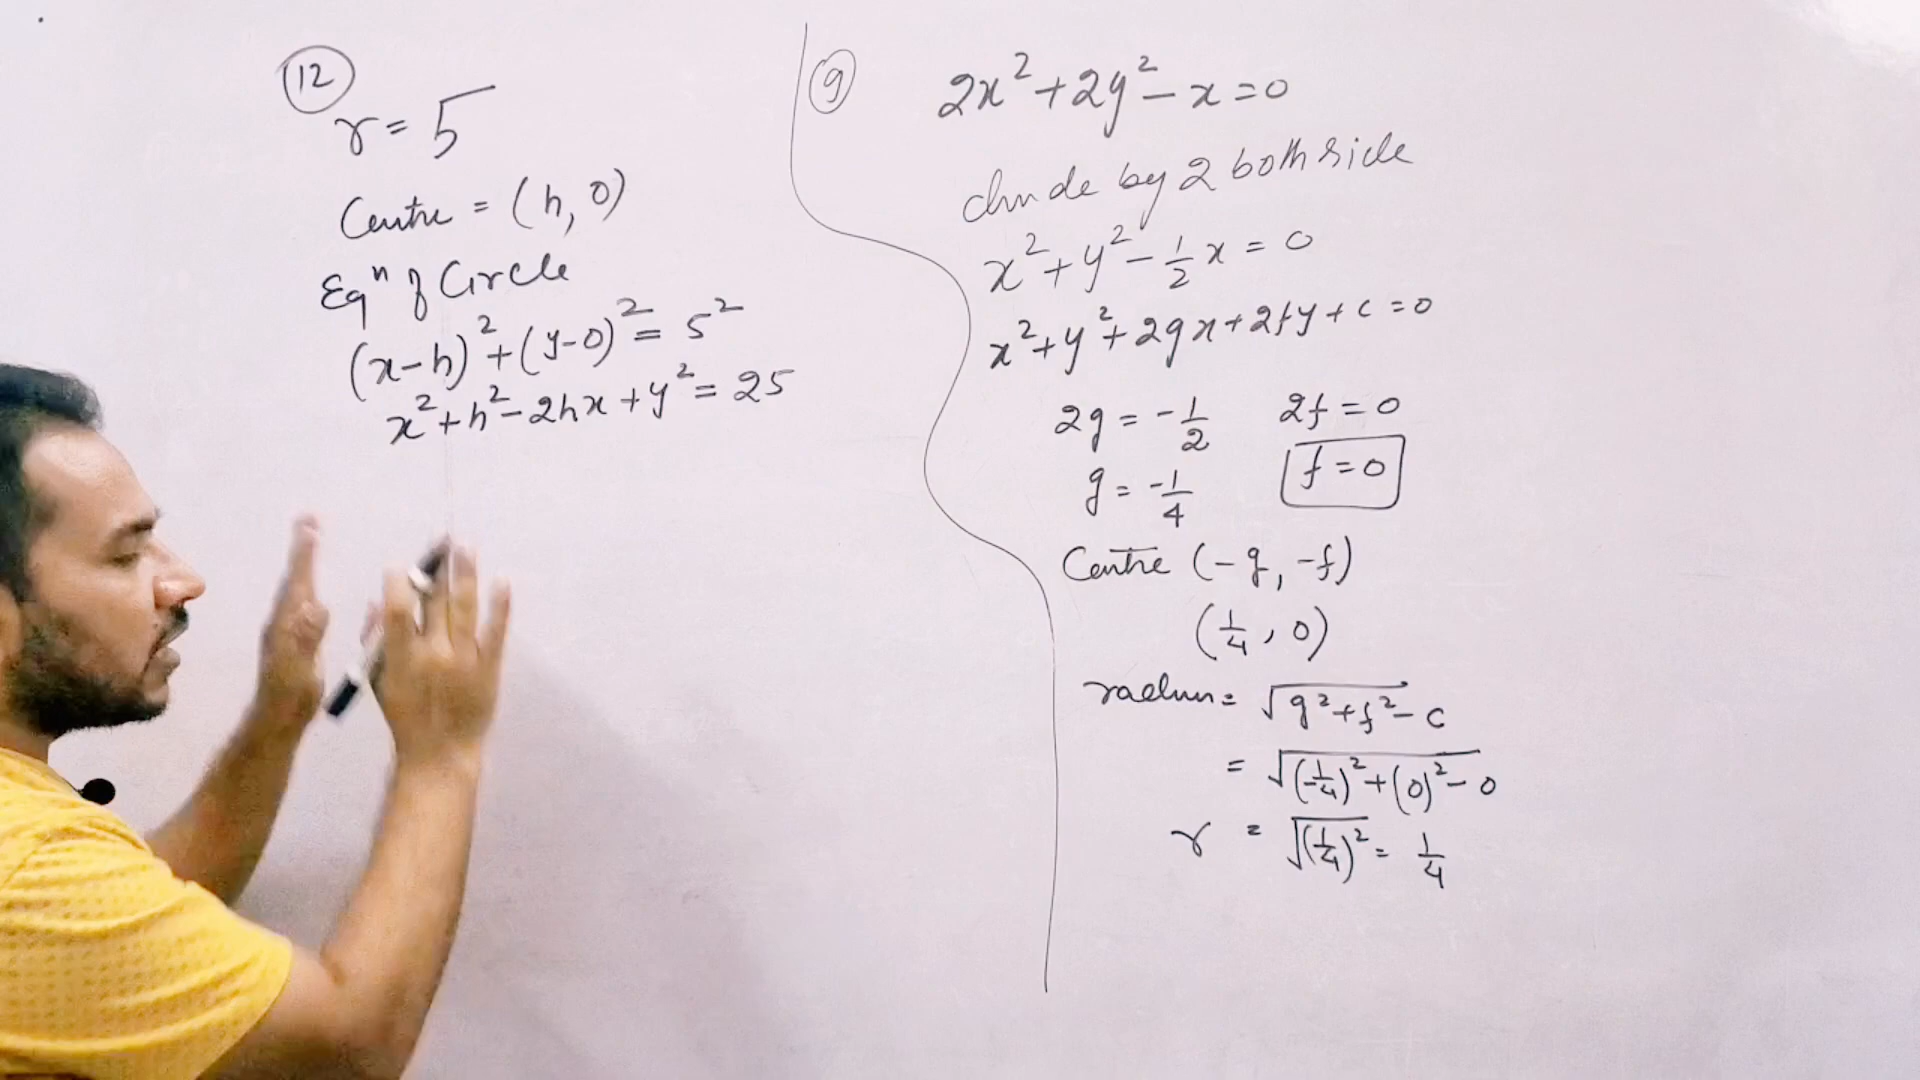 12
r = 5
Centre = (h, 0)
Eqⁿ of Circle
(x-h)² + (y-0)² = 5²
x² + h² - 2hx + y² = 25
9
2x² + 2y² - x = 0
divide by 2 both side
x² + y² - 1/2 x = 0
x² + y² + 2gx + 2fy + c = 0
2g = -1/2 2f = 0
g = -1/4 f = 0
Centre (-g, -f)
(1/4, 0)
radius = √g² + f² - c
= √(-1/4)² + (0)² - 0
r = √(1/4)² = 1/4